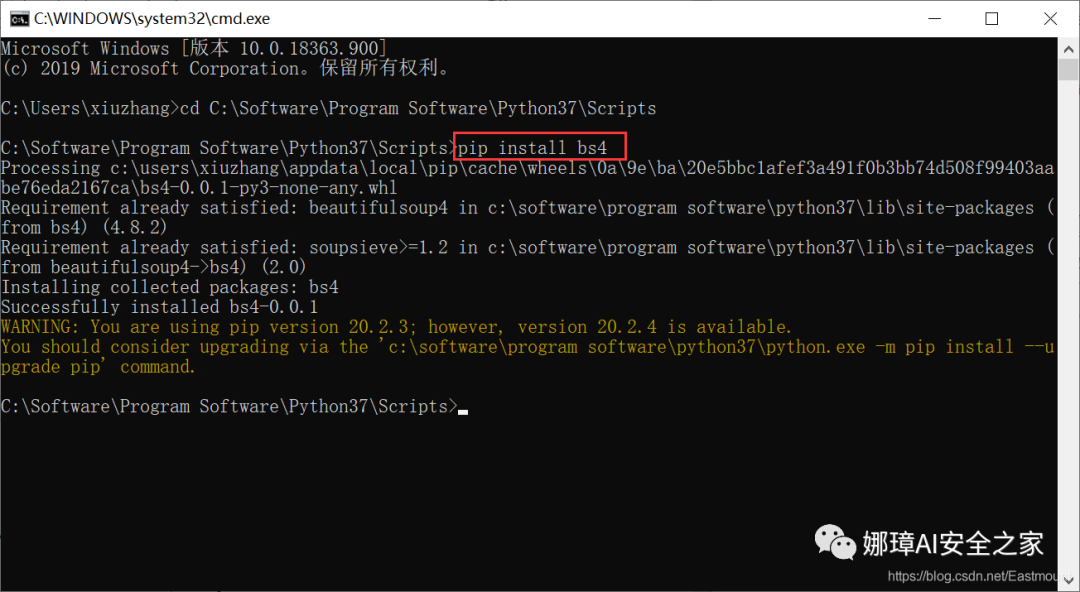 C:\WINDOWS\system32\cmd.exe
Microsoft Windows [版本 10.0.18363.900]
(c) 2019 Microsoft Corporation。保留所有权利。
C:\Users\xiuzhang>cd C:\Software\Program Software\Python37\Scripts
C:\Software\Program Software\Python37\Scripts>pip install bs4
Processing c:\users\xiuzhang\appdata\local\pip\cache\wheels\0a\9e\ba\20e5bbc1afef3a491f0b3bb74d508f99403aa
be76eda2167ca\bs4-0.0.1-py3-none-any.whl
Requirement already satisfied: beautifulsoup4 in c:\software\program software\python37\lib\site-packages (
from bs4) (4.8.2)
Requirement already satisfied: soupsieve>=1.2 in c:\software\program software\python37\lib\site-packages (
from beautifulsoup4->bs4) (2.0)
Installing collected packages: bs4
Successfully installed bs4-0.0.1
WARNING: You are using pip version 20.2.3; however, version 20.2.4 is available.
You should consider upgrading via the 'c:\software\program software\python37\python.exe -m pip install --u
pgrade pip' command.
C:\Software\Program Software\Python37\Scripts>
娜璋AI安全之家